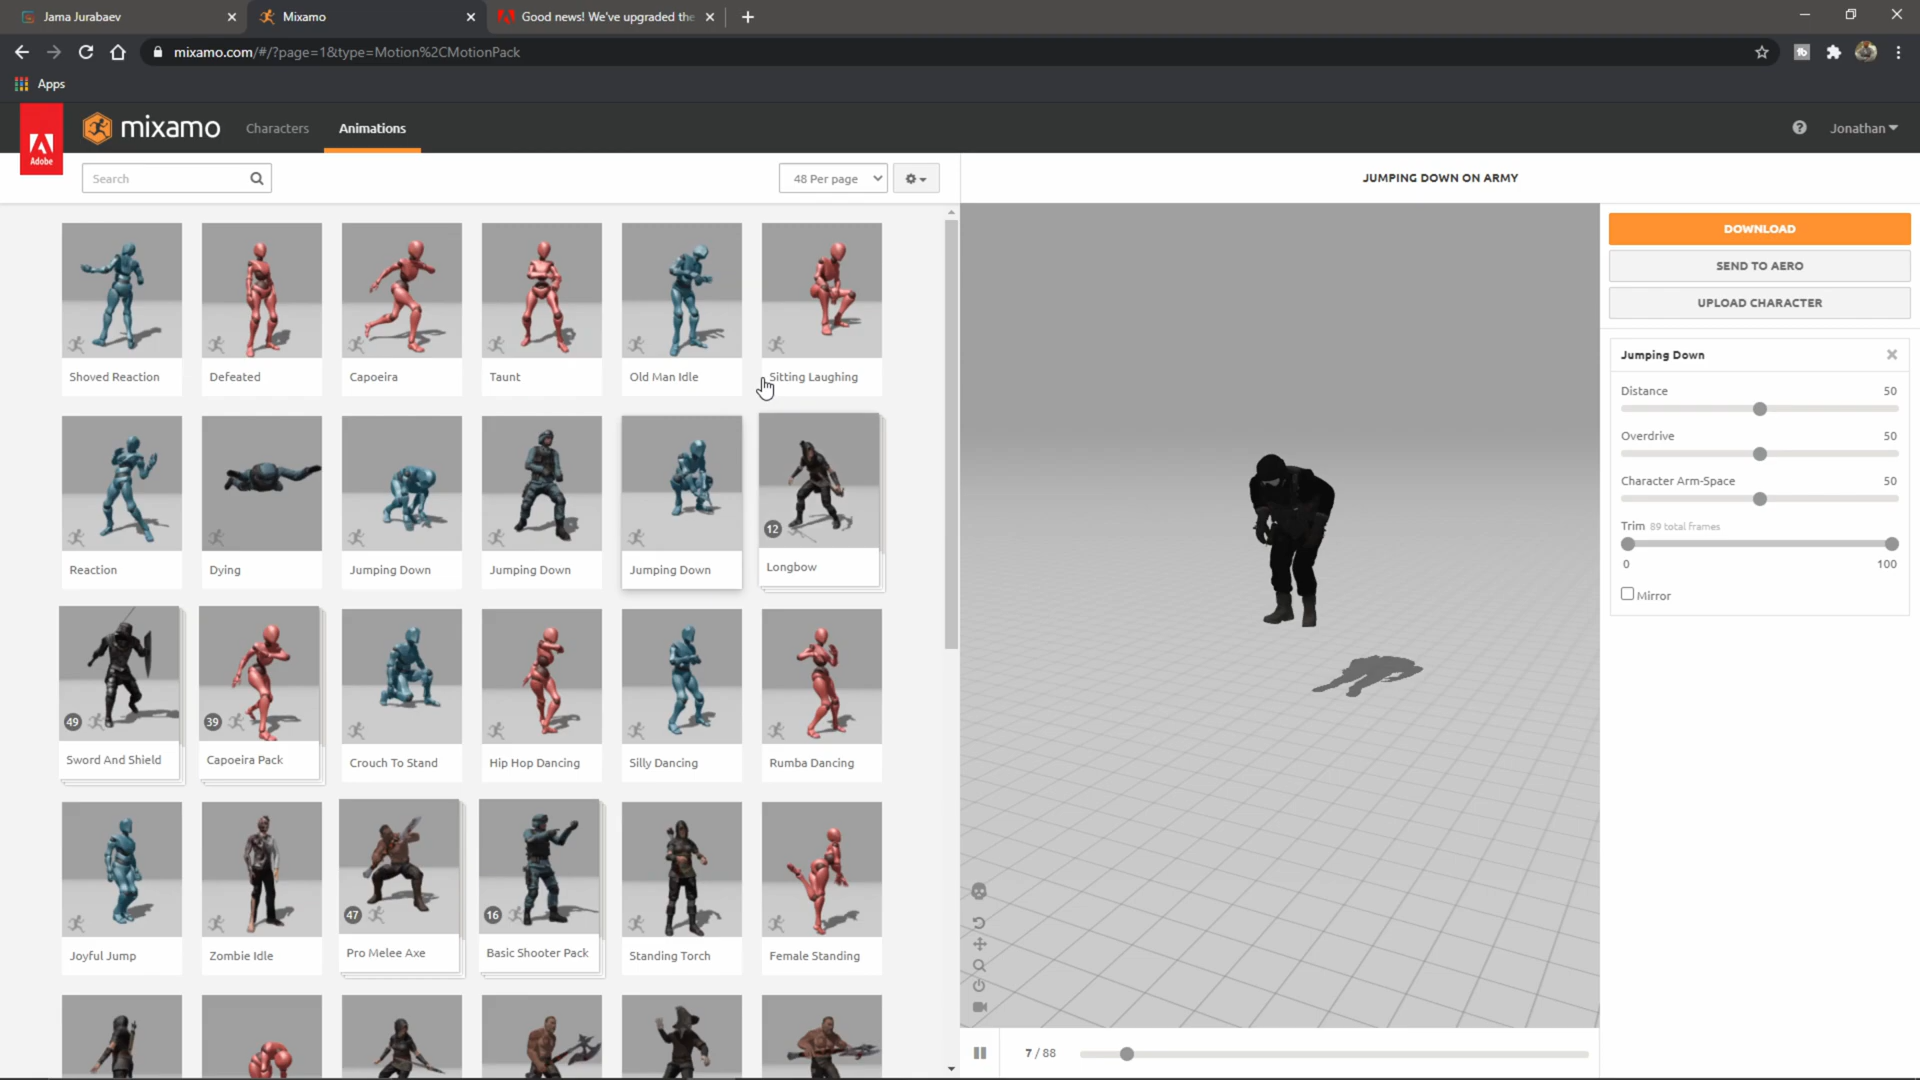 Jama Jurabaev
Mixamo
Good news! We've upgraded the
mixamo.com/#/?page=1&type=Motion%2CMotionPack
Apps
Adobe
mixamo
Characters
Animations
Jonathan
Search
48 Per page
JUMPING DOWN ON ARMY
DOWNLOAD
SEND TO AERO
UPLOAD CHARACTER
Jumping Down
Distance 50
Overdrive 50
Character Arm-Space 50
Trim 89 total frames
0 100
Mirror
Shoved Reaction
Defeated
Capoeira
Taunt
Old Man Idle
Sitting Laughing
Reaction
Dying
Jumping Down
Jumping Down
Jumping Down
12
Longbow
49
Sword And Shield
39
Capoeira Pack
Crouch To Stand
Hip Hop Dancing
Silly Dancing
Rumba Dancing
Joyful Jump
Zombie Idle
47
Pro Melee Axe
16
Basic Shooter Pack
Standing Torch
Female Standing
7 / 88